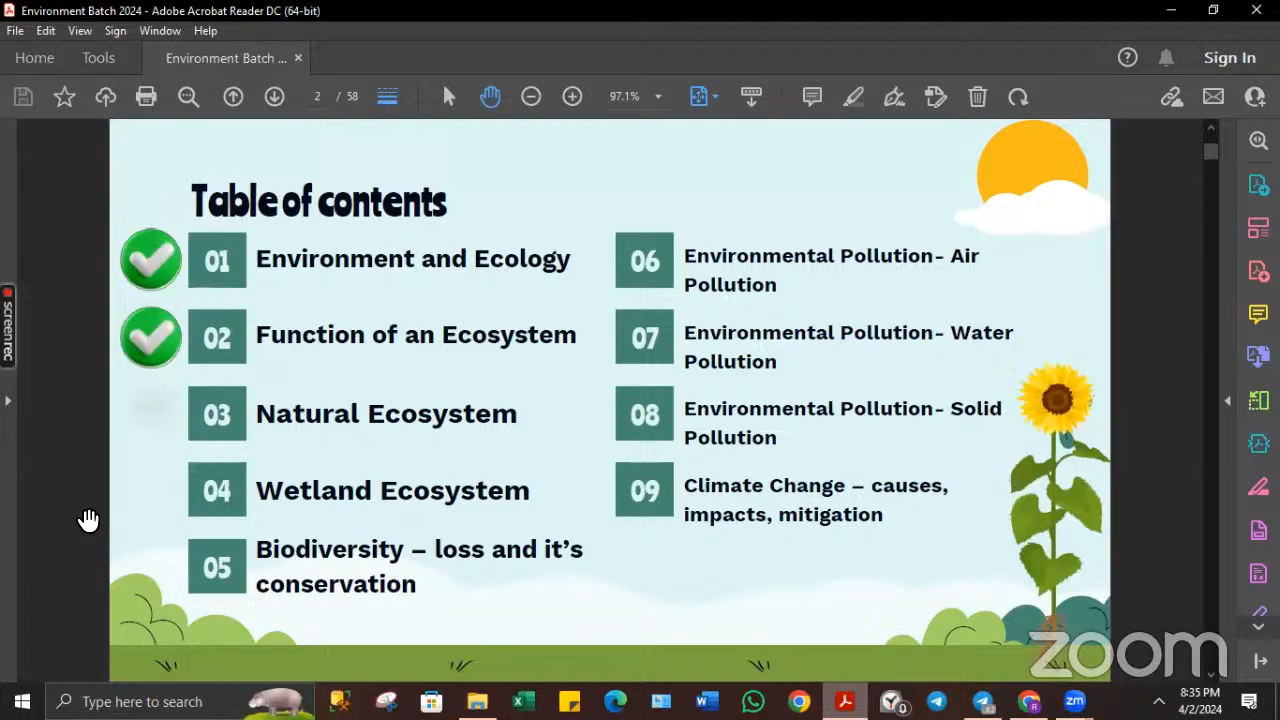 Environment Batch 2024 - Adobe Acrobat Reader DC (64-bit)
File Edit View Sign Window Help
Home Tools Environment Batch ... × Sign In
2 / 58 97.1%
Table of contents
01 Environment and Ecology
02 Function of an Ecosystem
03 Natural Ecosystem
04 Wetland Ecosystem
05 Biodiversity – loss and it's
conservation
06 Environmental Pollution- Air
Pollution
07 Environmental Pollution- Water
Pollution
08 Environmental Pollution- Solid
Pollution
09 Climate Change – causes,
impacts, mitigation
screenrec
zoom
Type here to search
8:35 PM
4/2/2024